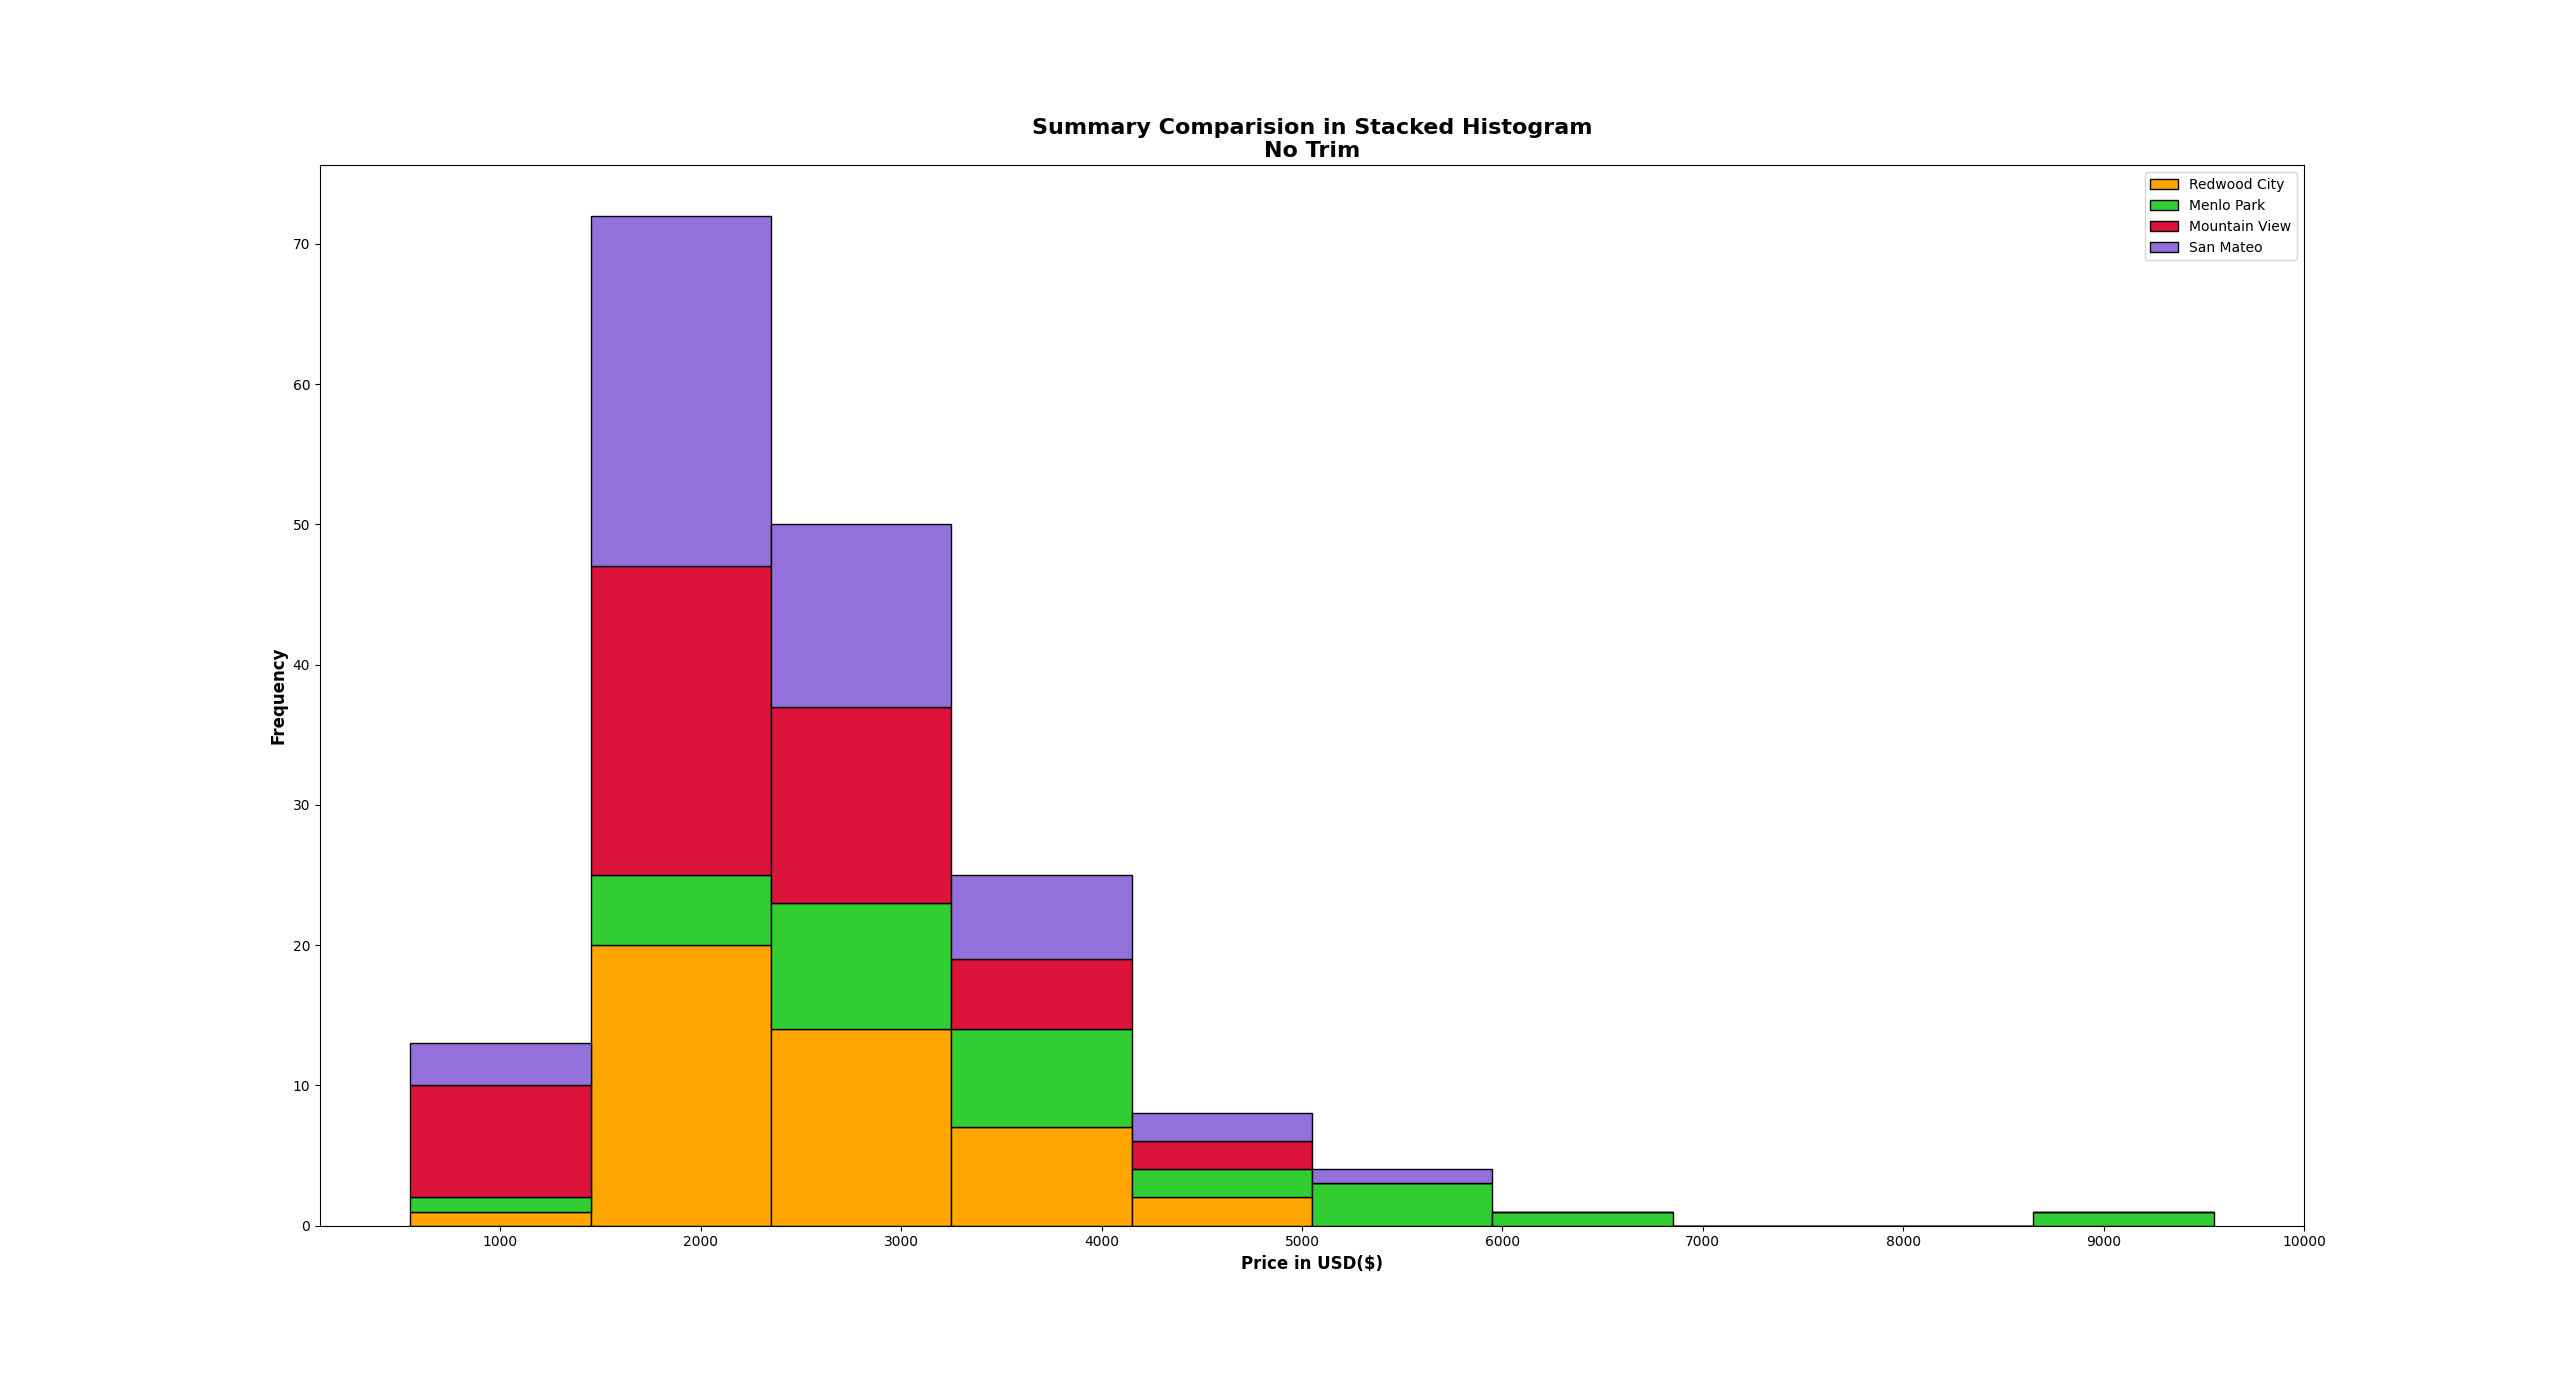 Summary Comparision in Stacked Histogram
No Trim
Redwood City
Menlo Park
Mountain View
San Mateo
Frequency
70
60
50
40
30
20
10
0
1000 2000 3000 4000 5000 6000 7000 8000 9000 10000
Price in USD($)